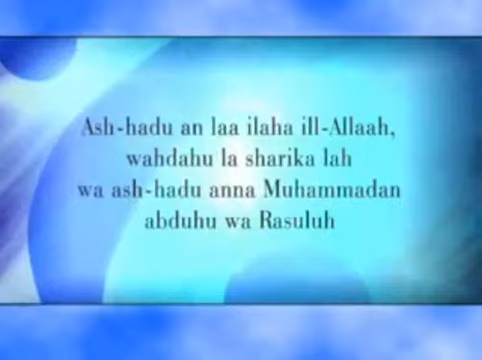 Ash-hadu an laa ilaha ill-Allaah,
wahdahu la sharika lah
wa ash-hadu anna Muhammadan
abduhu wa Rasuluh